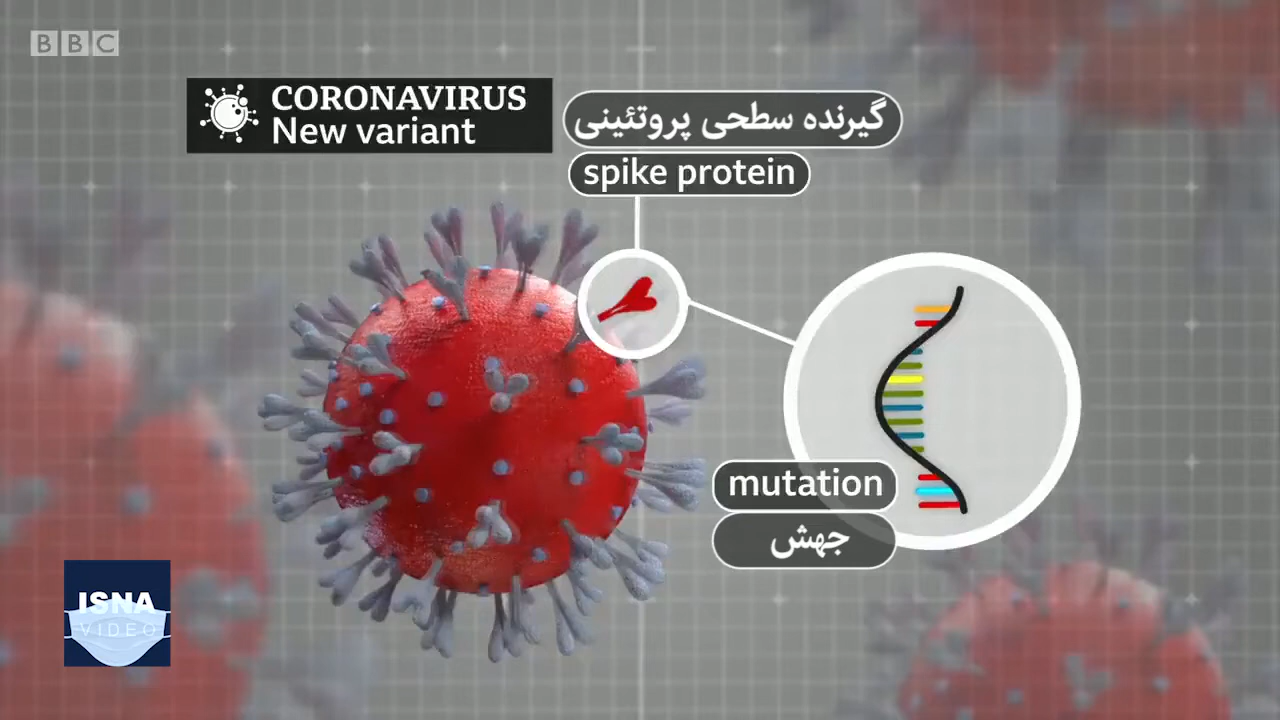 BBC
CORONAVIRUS
New variant
گیرنده سطحی پروتئینی
spike protein
mutation
جهش
ISNA
VIDEO